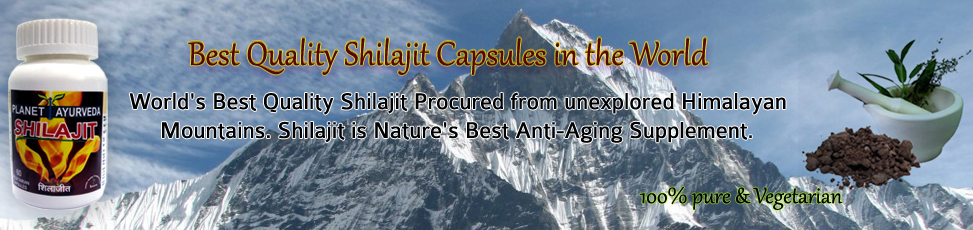 Best Quality Shilajit Capsules in the World
World's Best Quality Shilajit Procured from unexplored Himalayan
Mountains. Shilajit is Nature's Best Anti-Aging Supplement.
100% pure & Vegetarian
PLANET AYURVEDA
SHILAJIT
60
शिलाजीत